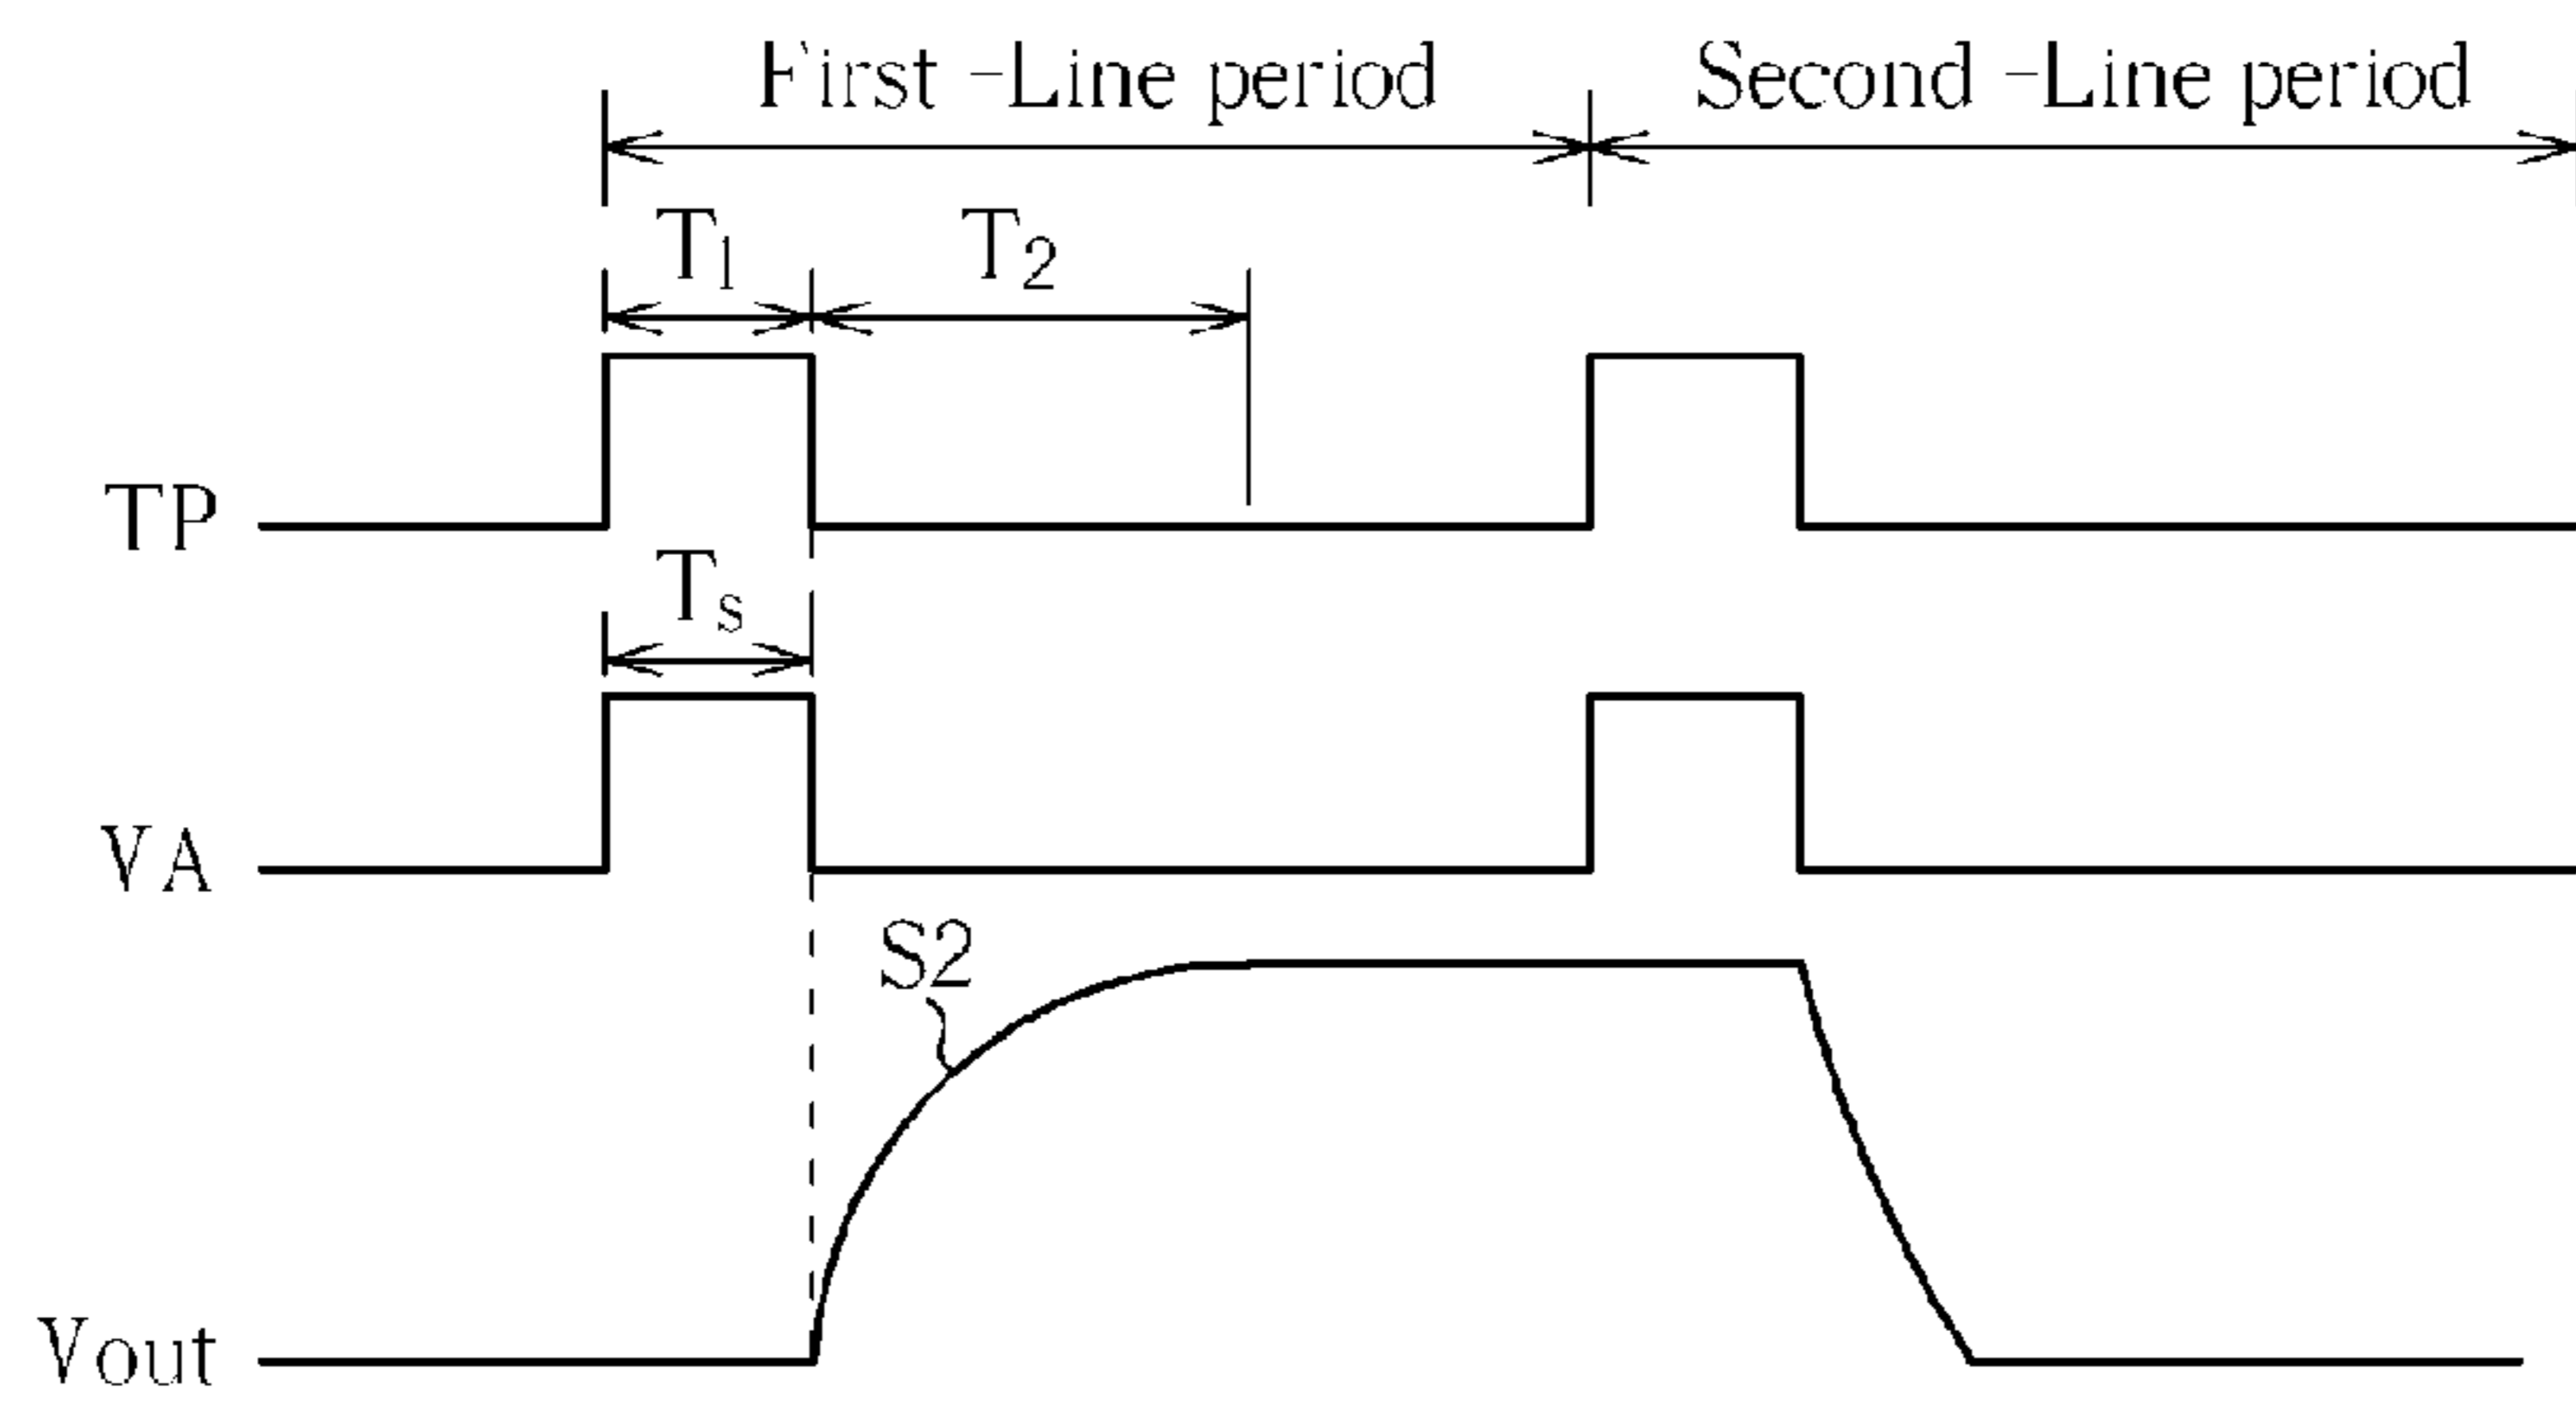 First -Line period
Second -Line period
T1
T2
TP
Ts
VA
S2
Vout